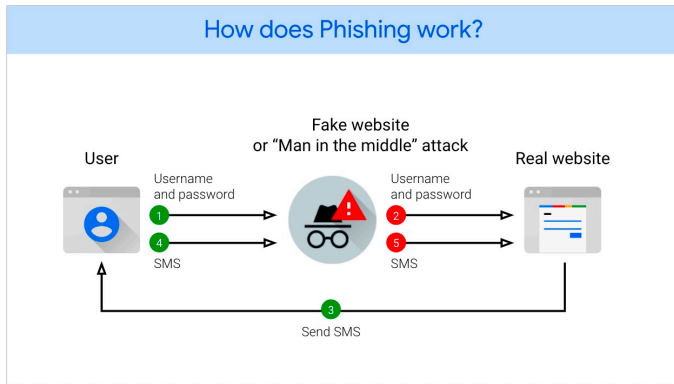 How does Phishing work?
Fake website
or “Man in the middle” attack
User
Real website
Username
and password
Username
and password
1
2
4
5
SMS
SMS
3
Send SMS